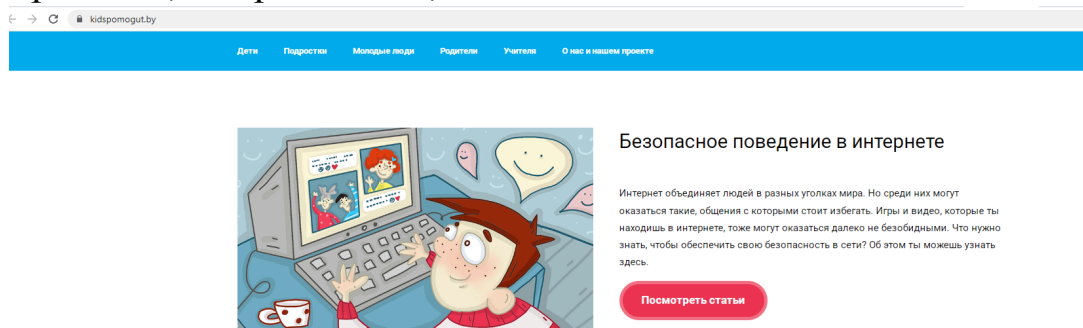 kidspomogut.by
Дети Подростки Молодые люди Родители Учителя О нас и нашем проекте
Безопасное поведение в интернете
Интернет объединяет людей в разных уголках мира. Но среди них могут
оказаться такие, общения с которыми стоит избегать. Игры и видео, которые ты
находишь в интернете, тоже могут оказаться далеко не безобидными. Что нужно
знать, чтобы обеспечить свою безопасность в сети? Об этом ты можешь узнать
здесь.
Посмотреть статьи